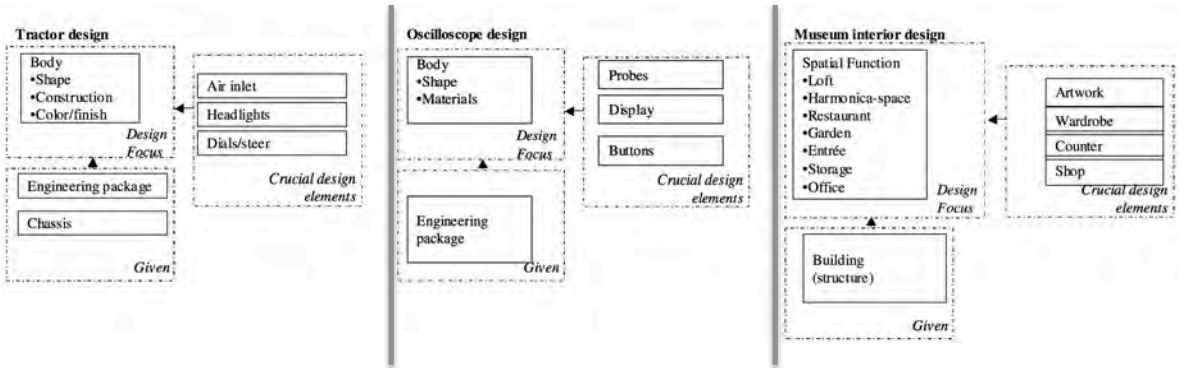 Tractor design
Body
•Shape
•Construction
•Color/finish
Design
Focus
Air inlet
Headlights
Dials/steer
Crucial design
elements
Engineering package
Chassis
Given
Oscilloscope design
Body
•Shape
•Materials
Design
Focus
Probes
Display
Buttons
Crucial design
elements
Engineering
package
Given
Museum interior design
Spatial Function
•Loft
•Harmonica-space
•Restaurant
•Garden
•Entrée
•Storage
•Office
Design
Focus
Artwork
Wardrobe
Counter
Shop
Crucial design
elements
Building
(structure)
Given